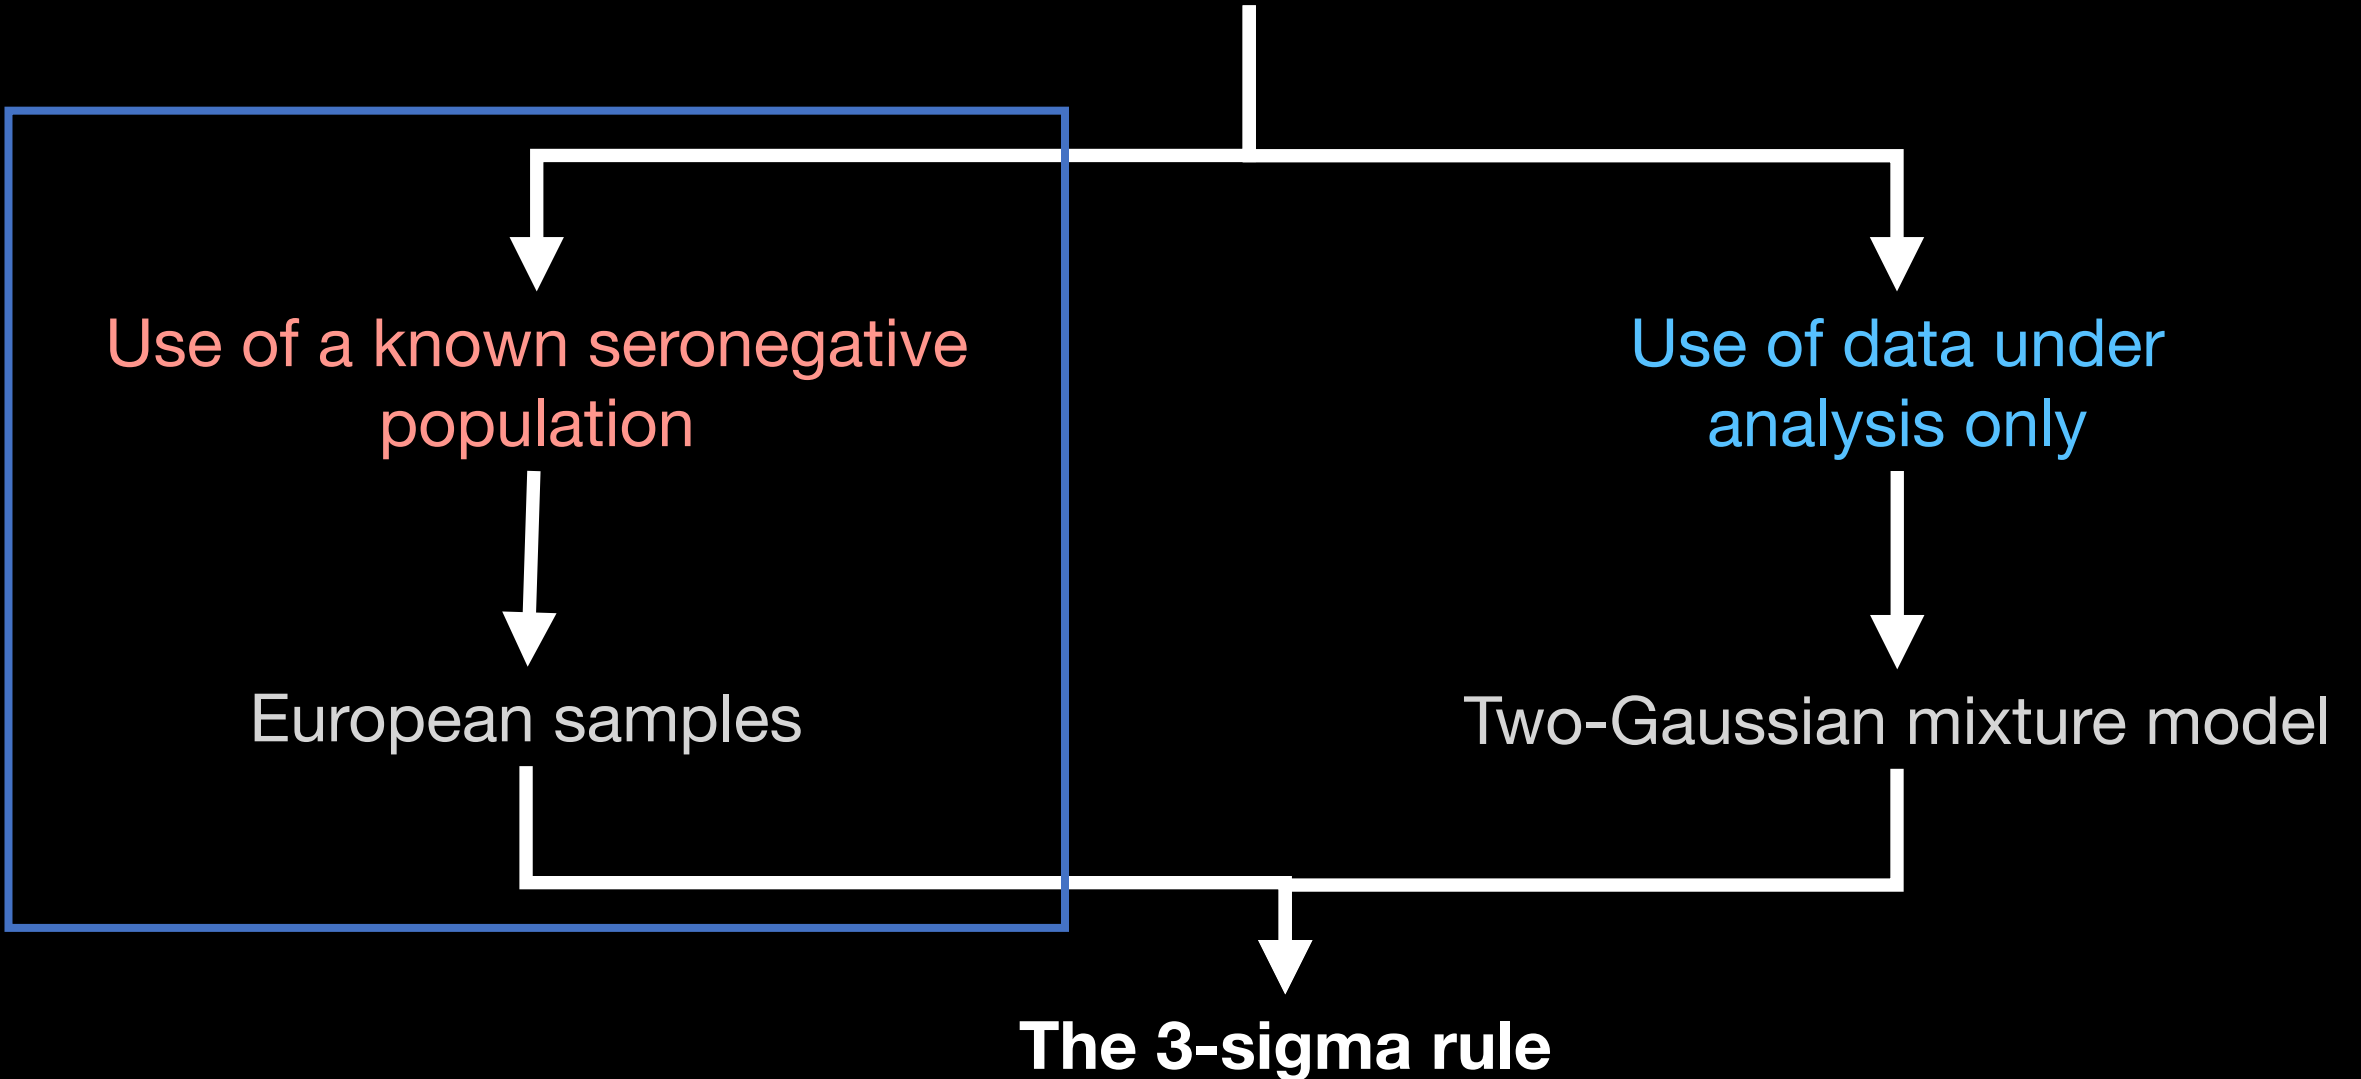 Use of a known seronegative
population
Use of data under
analysis only
European samples
Two-Gaussian mixture model
The 3-sigma rule